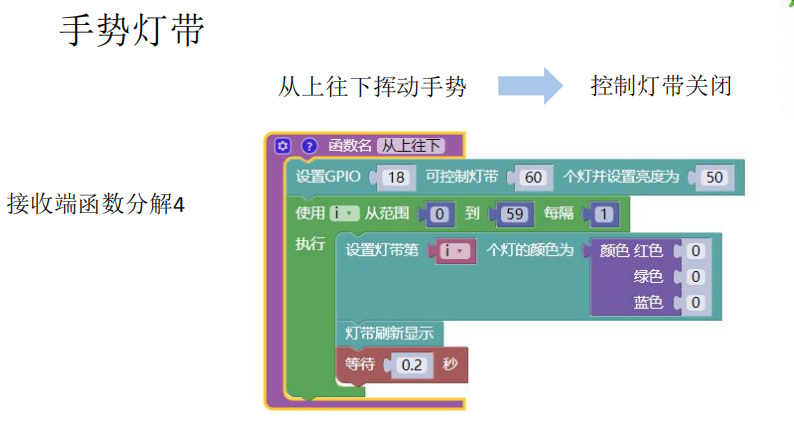 手势灯带
从上往下挥动手势 控制灯带关闭
接收端函数分解4
? 函数名 从上往下
设置GPIO 18 可控制灯带 60 个灯并设置亮度为 50
使用 i 从范围 0 到 59 每隔 1
执行 设置灯带第 i 个灯的颜色为 颜色 红色 0
绿色 0
蓝色 0
灯带刷新显示
等待 0.2 秒